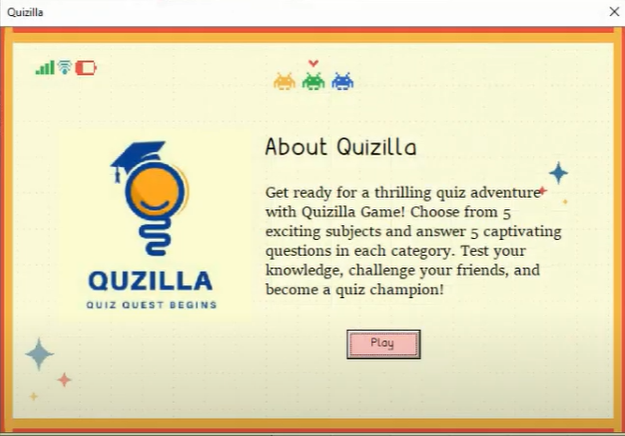 Quizilla
About Quizilla
Get ready for a thrilling quiz adventure
with Quizilla Game! Choose from 5
exciting subjects and answer 5 captivating
questions in each category. Test your
knowledge, challenge your friends, and
become a quiz champion!
QUZILLA
QUIZ QUEST BEGINS
Play